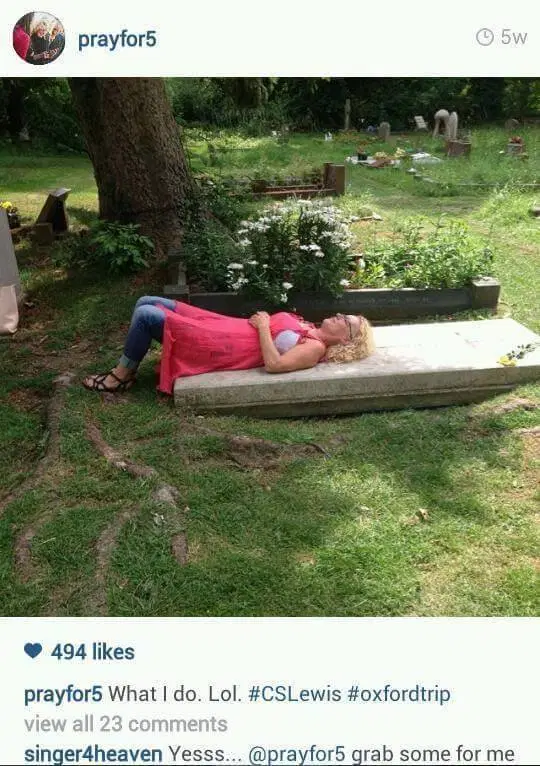 prayfor5
5w
494 likes
prayfor5 What I do. Lol. #CSLewis #oxfordtrip
view all 23 comments
singer4heaven Yesss... @prayfor5 grab some for me